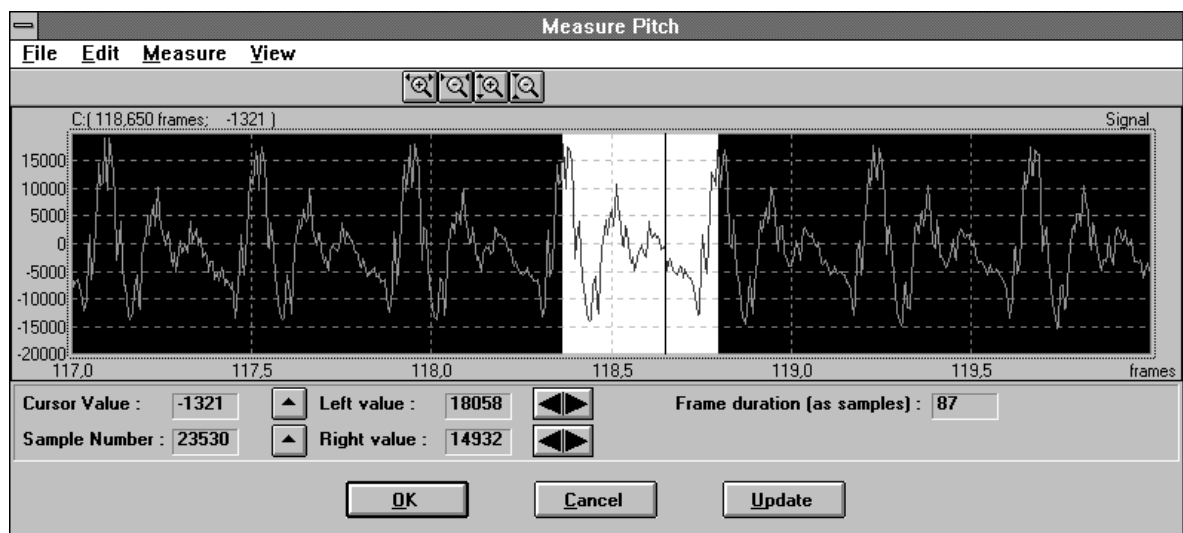 Measure Pitch
File Edit Measure View
C:( 118,650 frames; -1321 ) Signal
15000
10000
5000
0
-5000
-10000
-15000
-20000
117,0 117,5 118,0 118,5 119,0 119,5 frames
Cursor Value : -1321 Left value : 18058 Frame duration (as samples) : 87
Sample Number : 23530 Right value : 14932
OK Cancel Update